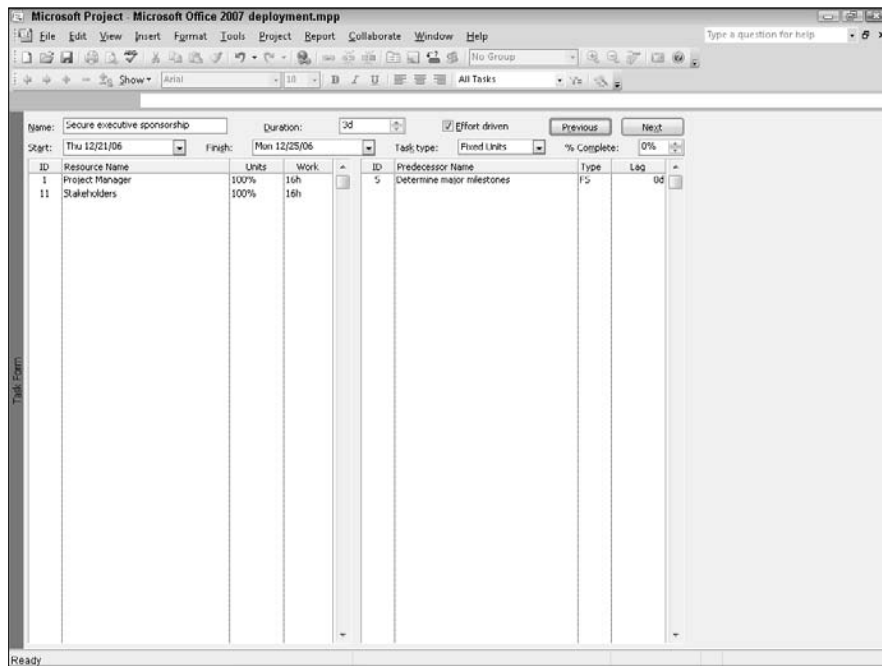 Microsoft Project - Microsoft Office 2007 deployment.mpp
File Edit View Insert Format Tools Project Report Collaborate Window Help Type a question for help
No Group
Show Arial 10 B I U All Tasks
Name: Secure executive sponsorship Duration: 3d Effort driven Previous Next
Start: Thu 12/21/06 Finish: Mon 12/25/06 Task type: Fixed Units % Complete: 0%
ID Resource Name Units Work ID Predecessor Name Type Lag
1 Project Manager 100% 16h 5 Determine major milestones FS 0d
11 Stakeholders 100% 16h
Task Form
Ready